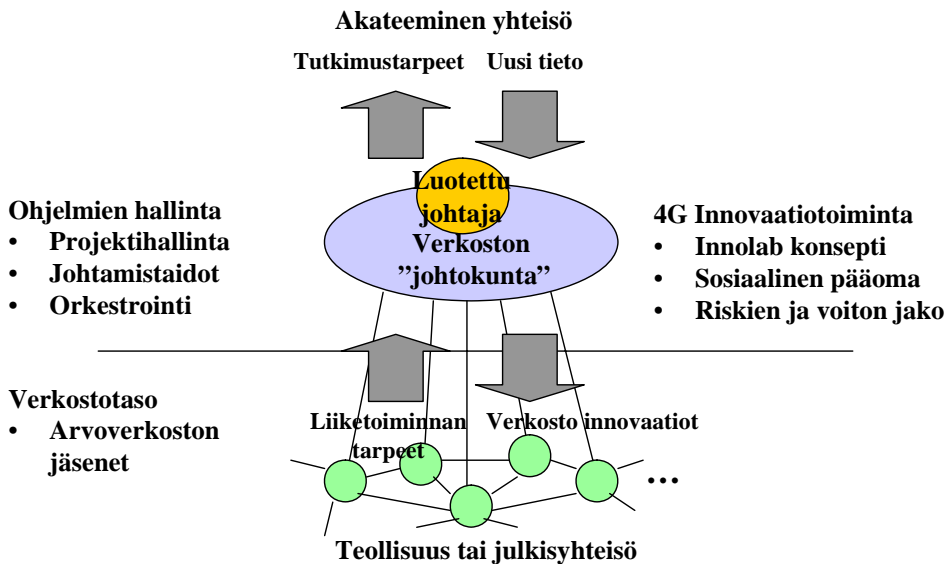 Akateeminen yhteisö
Tutkimustarpeet Uusi tieto
Luotettu
johtaja
Verkoston
”johtokunta”
Ohjelmien hallinta
• Projektihallinta
• Johtamistaidot
• Orkestrointi
4G Innovaatiotoiminta
• Innolab konsepti
• Sosiaalinen pääoma
• Riskien ja voiton jako
Verkostotaso
• Arvoverkoston
jäsenet
Liiketoiminnan
tarpeet
Verkosto innovaatiot
...
Teollisuus tai julkisyhteisö